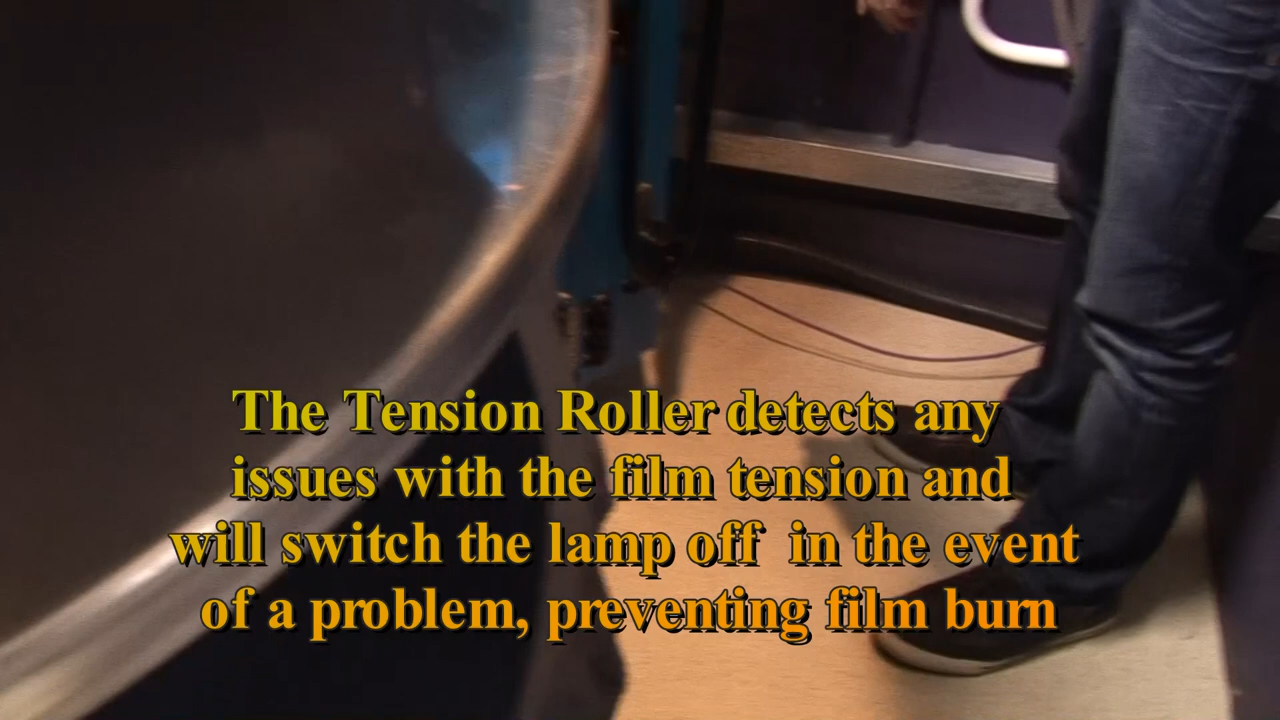 The Tension Roller detects any
issues with the film tension and
will switch the lamp off in the event
of a problem, preventing film burn